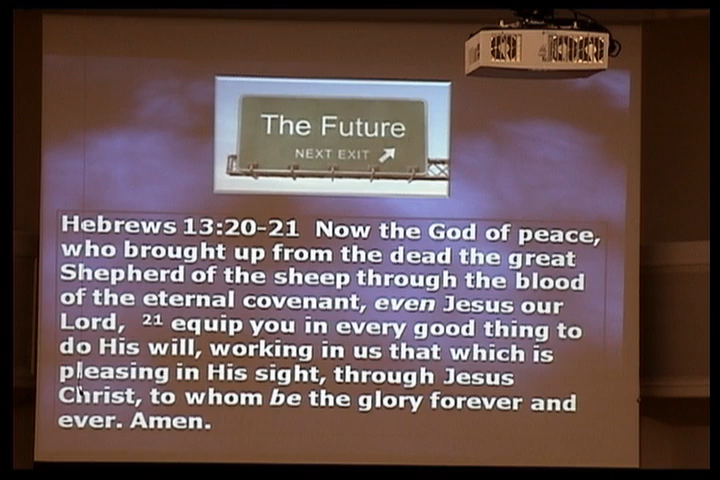 The Future
NEXT EXIT
Hebrews 13:20-21 Now the God of peace,
who brought up from the dead the great
Shepherd of the sheep through the blood
of the eternal covenant, even Jesus our
Lord, 21 equip you in every good thing to
do His will, working in us that which is
pleasing in His sight, through Jesus
Christ, to whom be the glory forever and
ever. Amen.